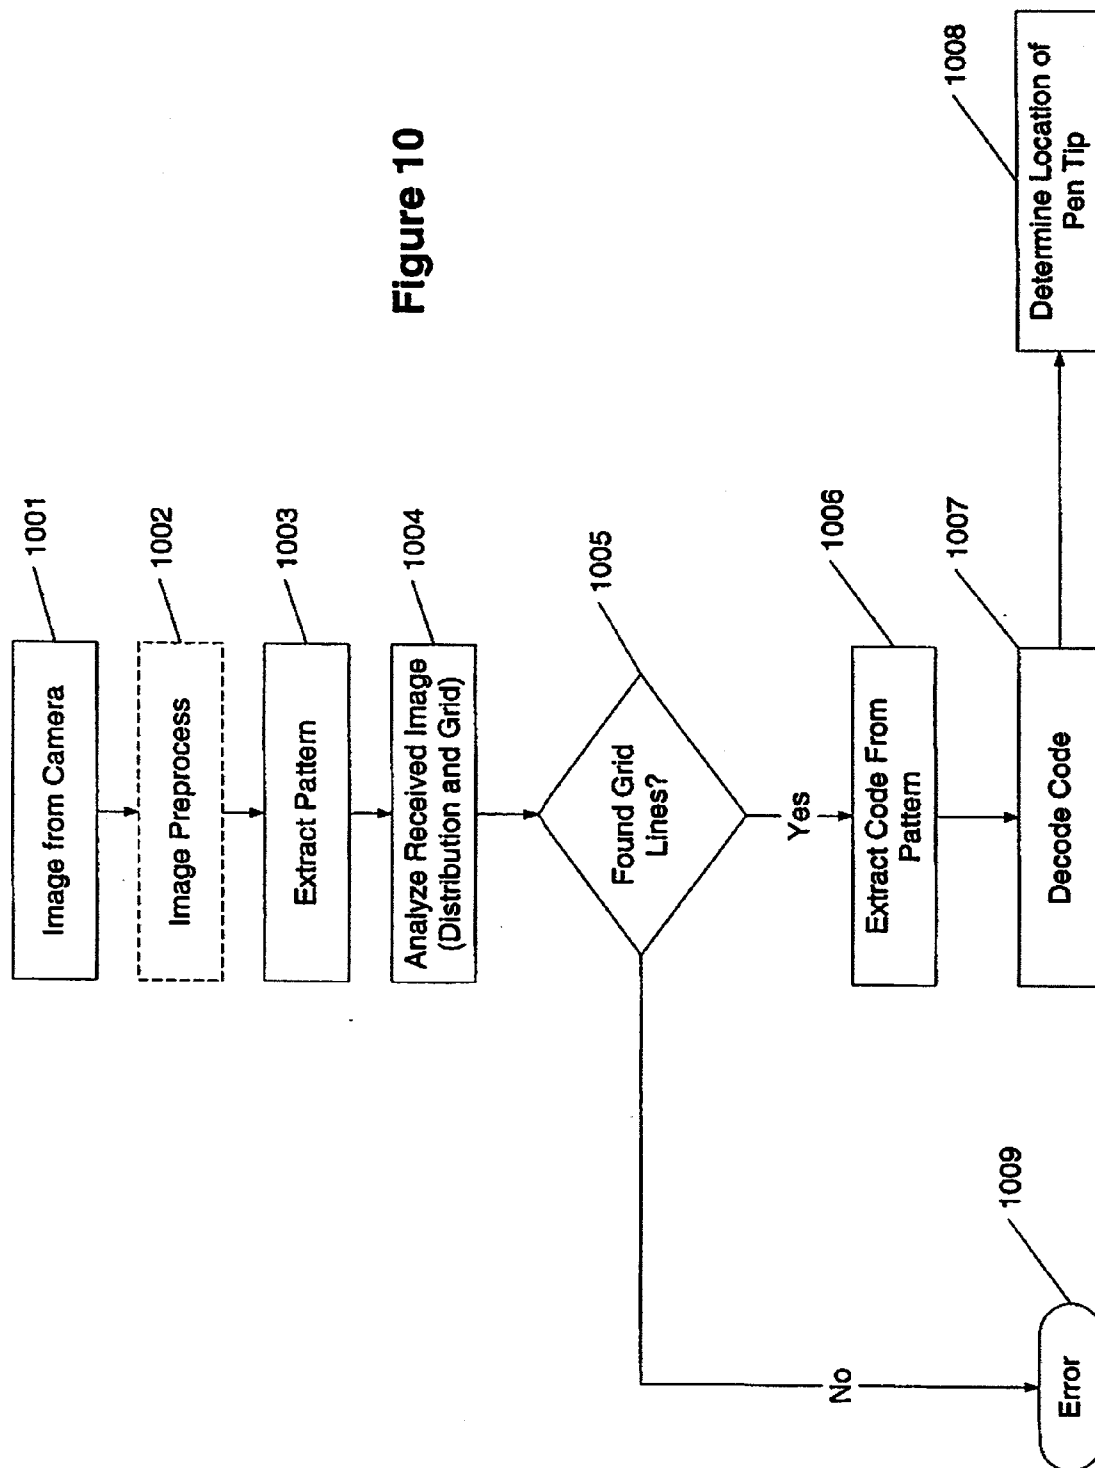 Image from Camera
1001
Image Preprocess
1002
Extract Pattern
1003
Analyze Received Image
(Distribution and Grid)
1004
Found Grid
Lines?
1005
No
Yes
Error
1009
Extract Code From
Pattern
1006
Decode Code
1007
Determine Location of
Pen Tip
1008
Figure 10